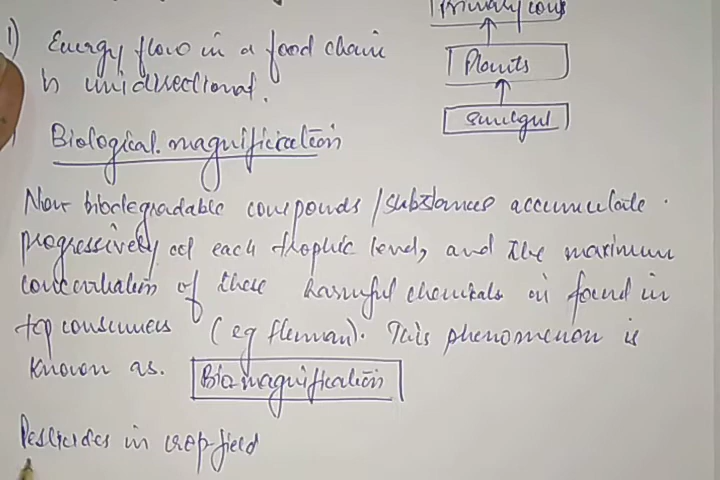 Primary cons
1) Energy flow in a food chain
is unidirectional.
Plants
Sunlight
Biological magnification
Non biodegradable compounds / substances accumulate
progressively at each trophic level, and the maximum
concentration of these harmful chemicals is found in
top consumers (eg Human). This phenomenon is
known as. Bio-magnification
Pesticides in crop field